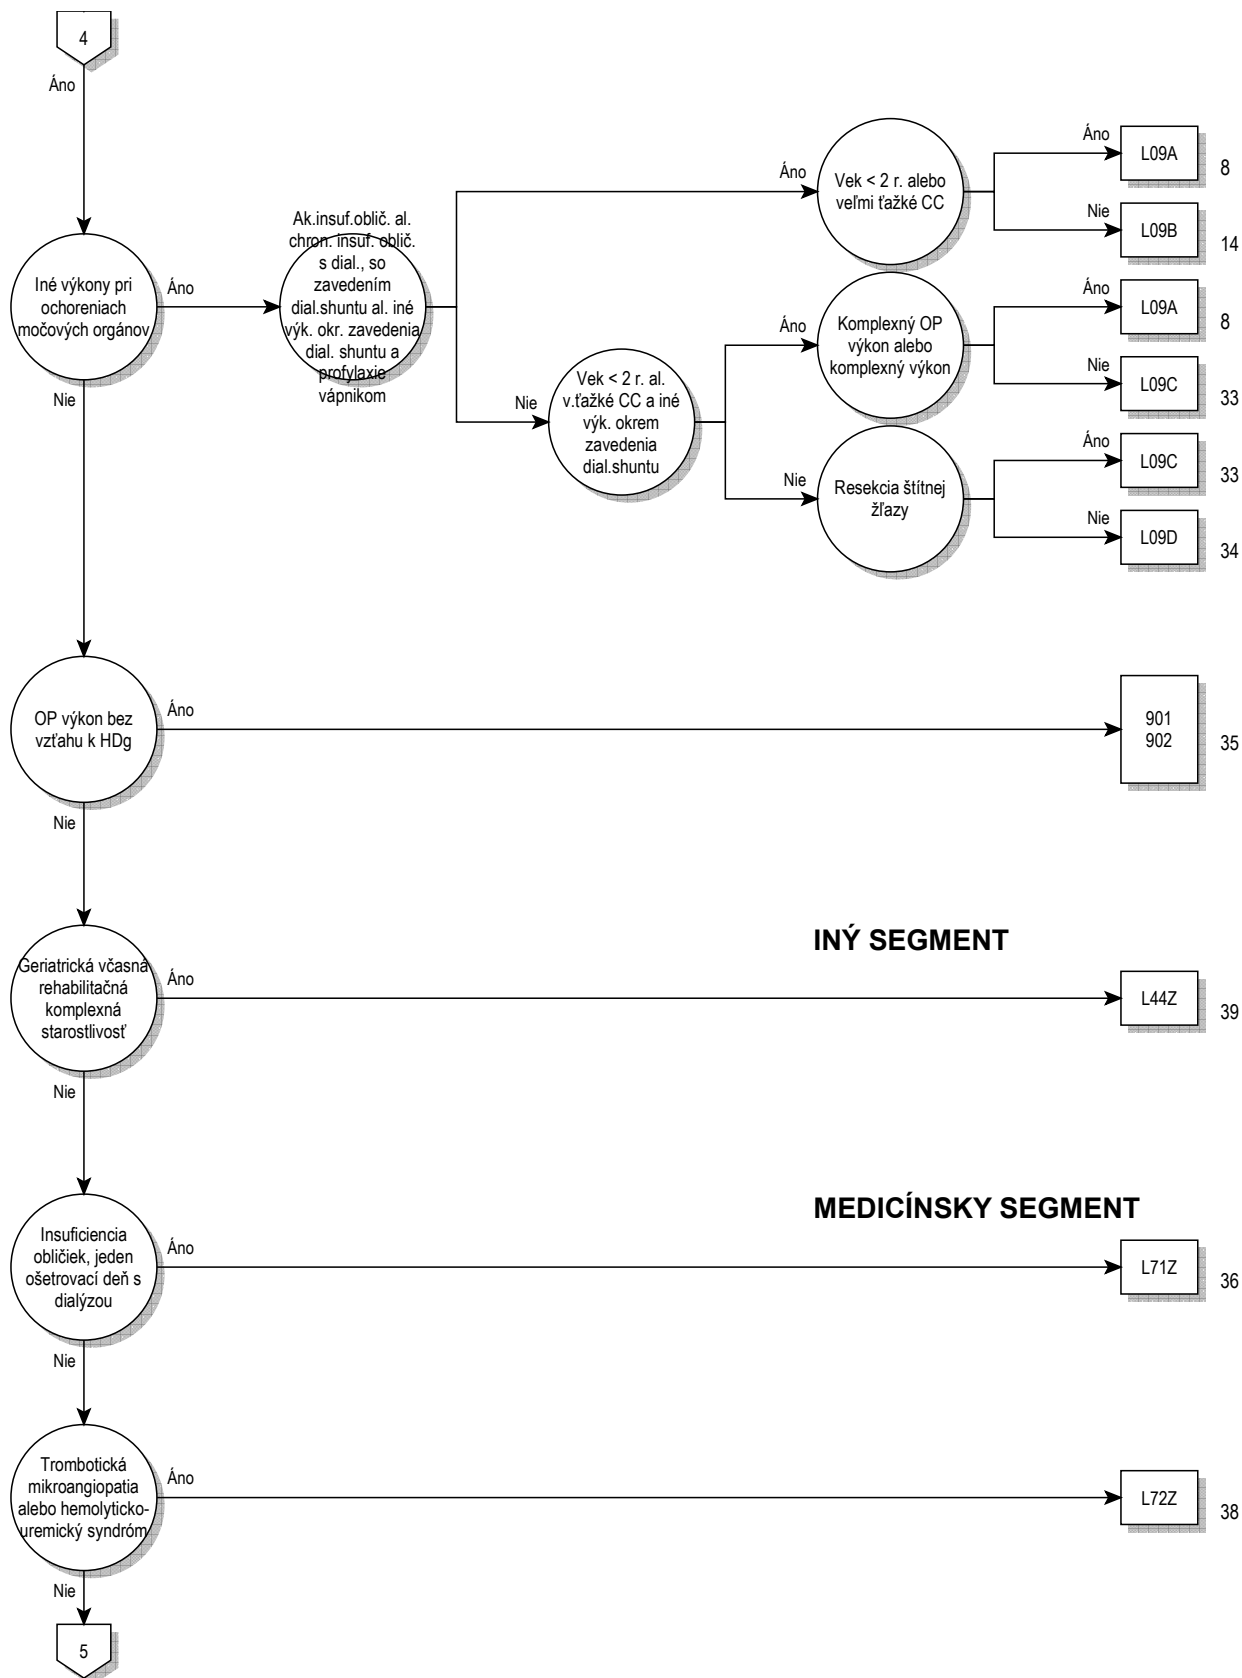 4
Áno
Iné výkony pri
ochoreniach
močových orgánov
Áno
Nie
Ak.insuf.oblič. al.
chron. insuf. oblič.
s dial., so
zavedením
dial.shuntu al. iné
výk. okr. zavedenia
dial. shuntu a
profylaxie
vápnikom
Áno
Vek < 2 r. alebo
veľmi ťažké CC
Áno
L09A
8
Nie
L09B
14
Nie
Vek < 2 r. al.
v.ťažké CC a iné
výk. okrem
zavedenia
dial.shuntu
Áno
Komplexný OP
výkon alebo
komplexný výkon
Áno
L09A
8
Nie
L09C
33
Nie
Resekcia štítnej
žľazy
Áno
L09C
33
Nie
L09D
34
OP výkon bez
vzťahu k HDg
Áno
901
902
35
Nie
INÝ SEGMENT
Geriatrická včasná
rehabilitačná
komplexná
starostlivosť
Áno
L44Z
39
Nie
MEDICÍNSKY SEGMENT
Insuficiencia
obličiek, jeden
ošetrovací deň s
dialýzou
Áno
L71Z
36
Nie
Trombotická
mikroangiopatia
alebo hemolyticko-
uremický syndróm
Áno
L72Z
38
Nie
5